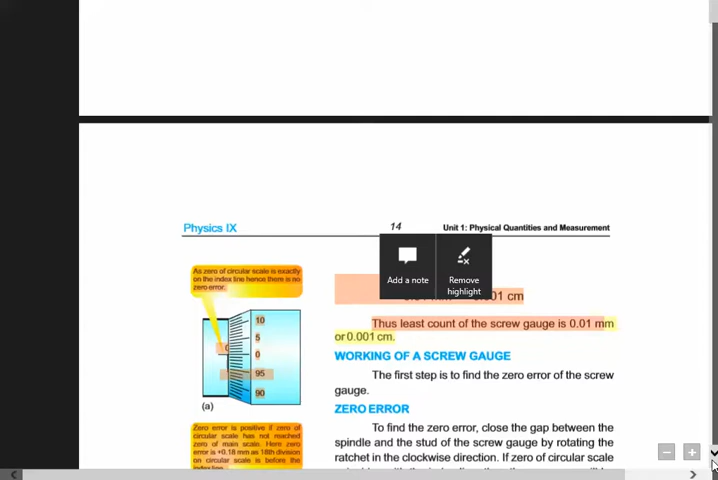 Physics IX
14
Unit 1: Physical Quantities and Measurement
As zero of circular scale is exactly
on the index line hence there is no
zero error.
10
5
0
0
95
90
(a)
Zero error is positive if zero of
circular scale has not reached
zero of main scale. Here zero
error is +0.18 mm as 18th division
on circular scale is before the
index line.
Add a note
Remove
highlight
cm
Thus least count of the screw gauge is 0.01 mm
or 0.001 cm.
WORKING OF A SCREW GAUGE
The first step is to find the zero error of the screw
gauge.
ZERO ERROR
To find the zero error, close the gap between the
spindle and the stud of the screw gauge by rotating the
ratchet in the clockwise direction. If zero of circular scale